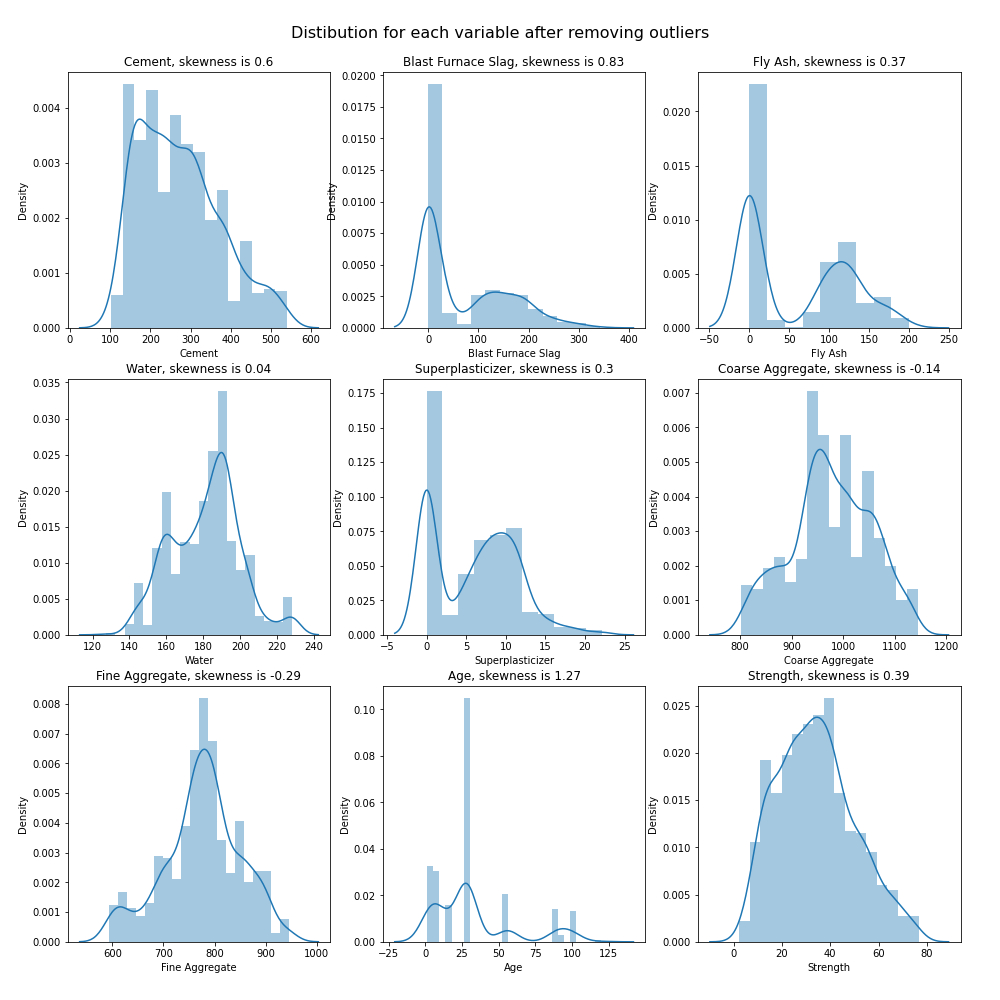 Distibution for each variable after removing outliers
Cement, skewness is 0.6
Density
0.004
0.003
0.002
0.001
0.000
0 100 200 300 400 500 600
Cement
Blast Furnace Slag, skewness is 0.83
Density
0.0200
0.0175
0.0150
0.0125
0.0100
0.0075
0.0050
0.0025
0.0000
0 100 200 300 400
Blast Furnace Slag
Fly Ash, skewness is 0.37
Density
0.020
0.015
0.010
0.005
0.000
−50 0 50 100 150 200 250
Fly Ash
Water, skewness is 0.04
Density
0.035
0.030
0.025
0.020
0.015
0.010
0.005
0.000
120 140 160 180 200 220 240
Water
Superplasticizer, skewness is 0.3
Density
0.175
0.150
0.125
0.100
0.075
0.050
0.025
0.000
−5 0 5 10 15 20 25
Superplasticizer
Coarse Aggregate, skewness is -0.14
Density
0.007
0.006
0.005
0.004
0.003
0.002
0.001
0.000
800 900 1000 1100 1200
Coarse Aggregate
Fine Aggregate, skewness is -0.29
Density
0.008
0.007
0.006
0.005
0.004
0.003
0.002
0.001
0.000
600 700 800 900 1000
Fine Aggregate
Age, skewness is 1.27
Density
0.10
0.08
0.06
0.04
0.02
0.00
−25 0 25 50 75 100 125
Age
Strength, skewness is 0.39
Density
0.025
0.020
0.015
0.010
0.005
0.000
0 20 40 60 80
Strength